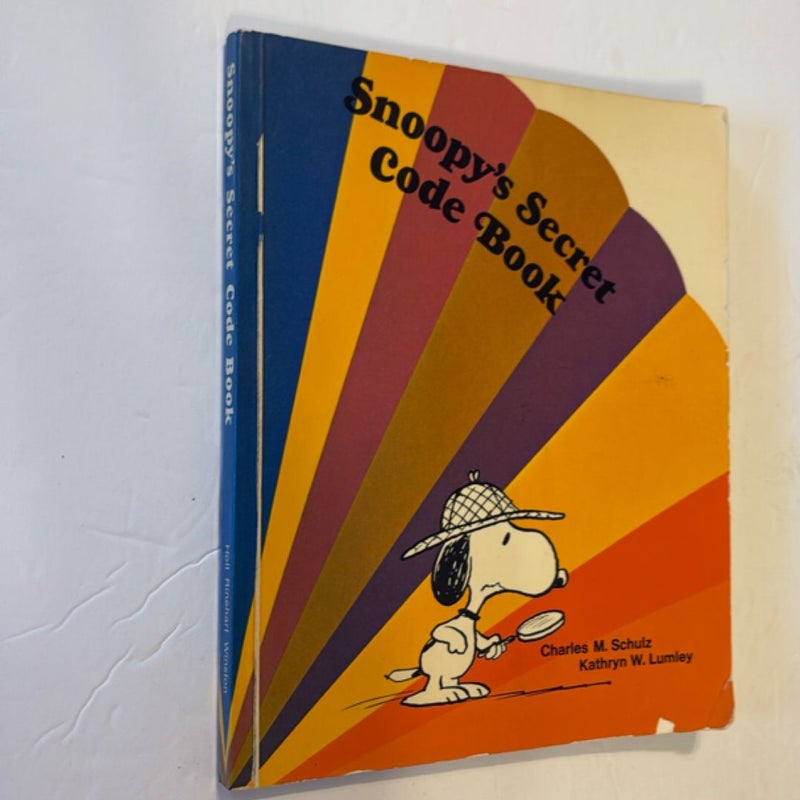 Snoopy's Secret
Code Book
Charles M. Schulz
Kathryn W. Lumley
Snoopy's Secret Code Book
Holt Rinehart Winston